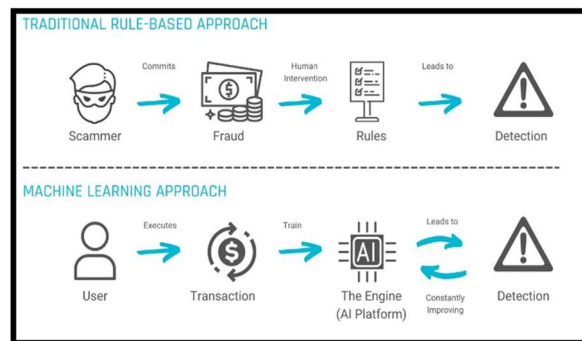 TRADITIONAL RULE-BASED APPROACH
Commits
Human
Intervention
Leads to
Scammer
Fraud
Rules
Detection
MACHINE LEARNING APPROACH
Executes
Train
Leads to
AI
Constantly
Improving
User
Transaction
The Engine
(AI Platform)
Detection